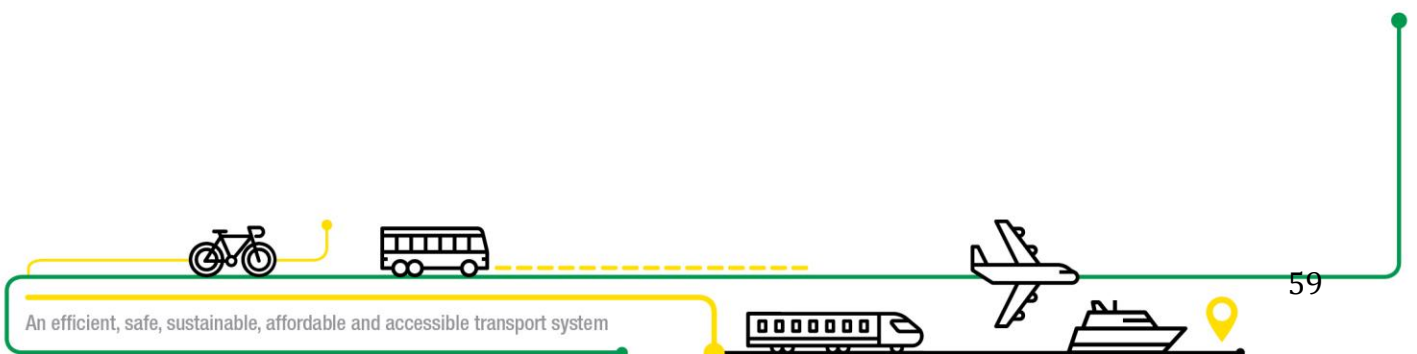 59
An efficient, safe, sustainable, affordable and accessible transport system